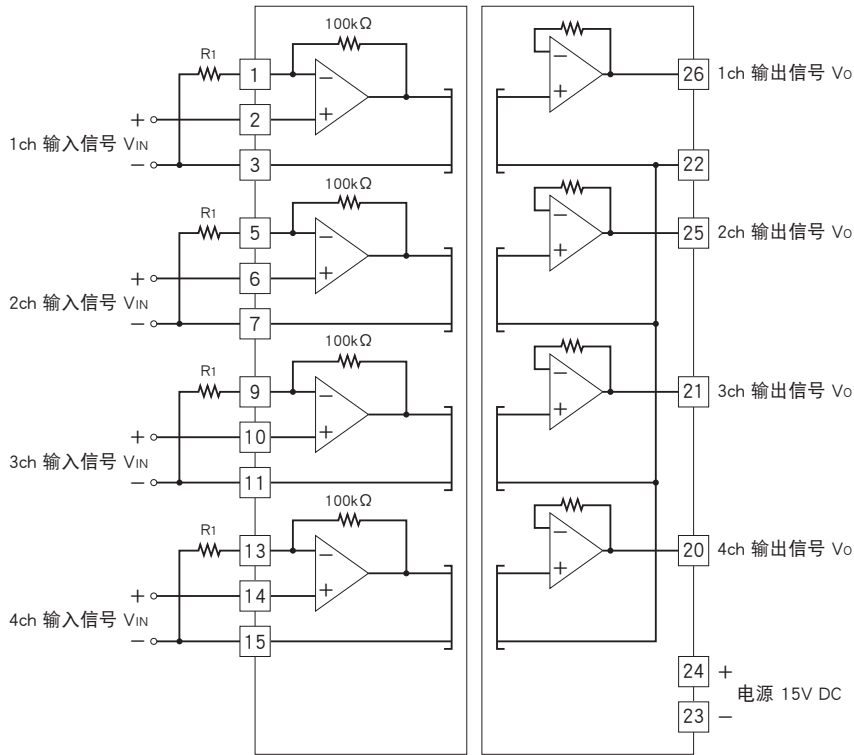 100kΩ
R1
1
−
+
2
+
1ch 输入信号 VIN
−
3
100kΩ
R1
5
−
+
6
+
2ch 输入信号 VIN
−
7
100kΩ
R1
9
−
+
10
+
3ch 输入信号 VIN
−
11
100kΩ
R1
13
−
+
14
+
4ch 输入信号 VIN
−
15
−
+
26 1ch 输出信号 Vo
22
−
+
25 2ch 输出信号 Vo
−
+
21 3ch 输出信号 Vo
−
+
20 4ch 输出信号 Vo
24 +
电源 15V DC
23 −